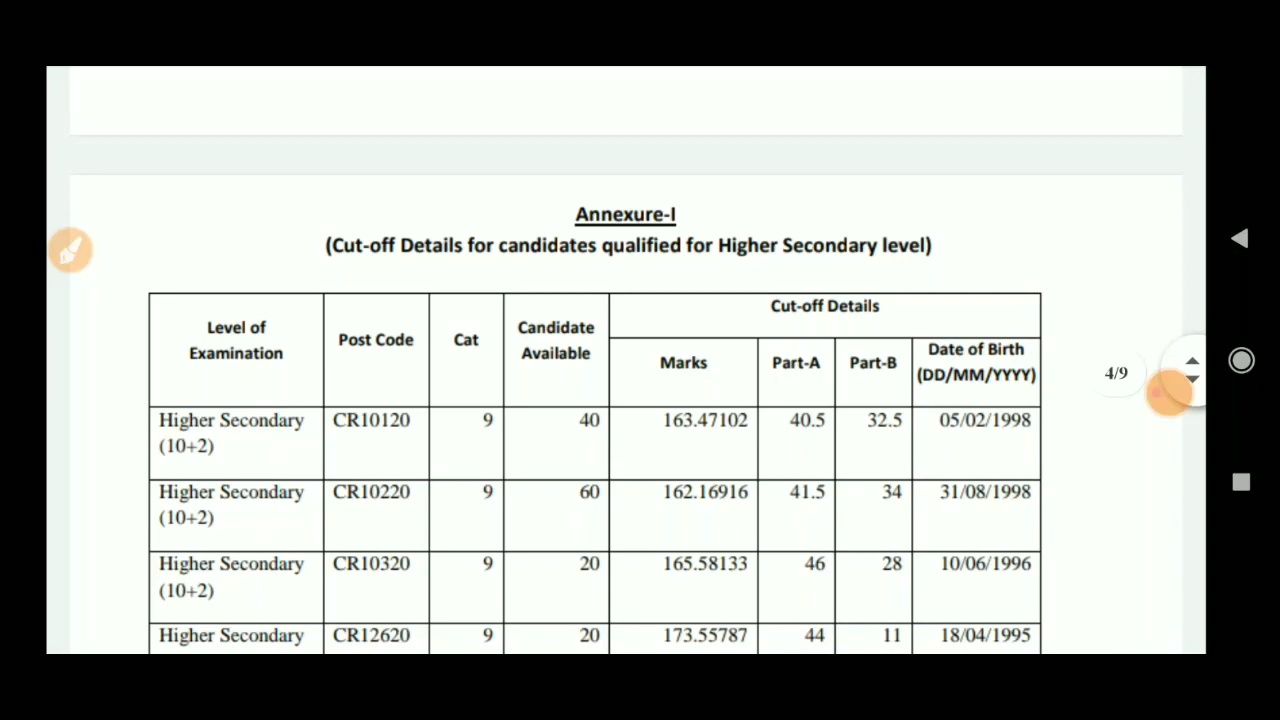 Annexure-I
(Cut-off Details for candidates qualified for Higher Secondary level)
Level of Examination Post Code Cat Candidate Available Cut-off Details
Marks Part-A Part-B Date of Birth (DD/MM/YYYY)
Higher Secondary CR10120 9 40 163.47102 40.5 32.5 05/02/1998
(10+2)
Higher Secondary CR10220 9 60 162.16916 41.5 34 31/08/1998
(10+2)
Higher Secondary CR10320 9 20 165.58133 46 28 10/06/1996
(10+2)
Higher Secondary CR12620 9 20 173.55787 44 11 18/04/1995
4/9